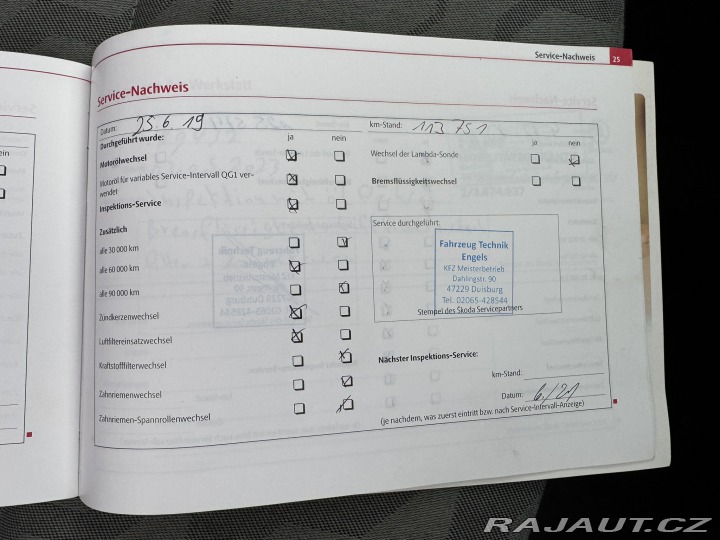 Service-Nachweis 25
Service-Nachweis
Datum: 25.6.19 km-Stand: 113 751
Durchgeführt wurde: ja nein ja nein
Motorölwechsel
Wechsel der Lambda-Sonde
Motoröl für variables Service-Intervall QG1 ver-
wendet
Bremsflüssigkeitswechsel
Inspektions-Service
Zusätzlich
alle 30 000 km
alle 60 000 km
alle 90 000 km
Zündkerzenwechsel
Luftfiltereinsatzwechsel
Kraftstofffilterwechsel
Zahnriemenwechsel
Zahnriemen-Spannrollenwechsel
Service durchgeführt:
Fahrzeug Technik
Engels
KFZ Meisterbetrieb
Dahlingstr. 90
47229 Duisburg
Tel. 02065-428544
Stempel des Škoda Servicepartners
Nächster Inspektions-Service:
km-Stand:
Datum: 6/21
(je nachdem, was zuerst eintritt bzw. nach Service-Intervall-Anzeige)
nein
RAJAUT.CZ